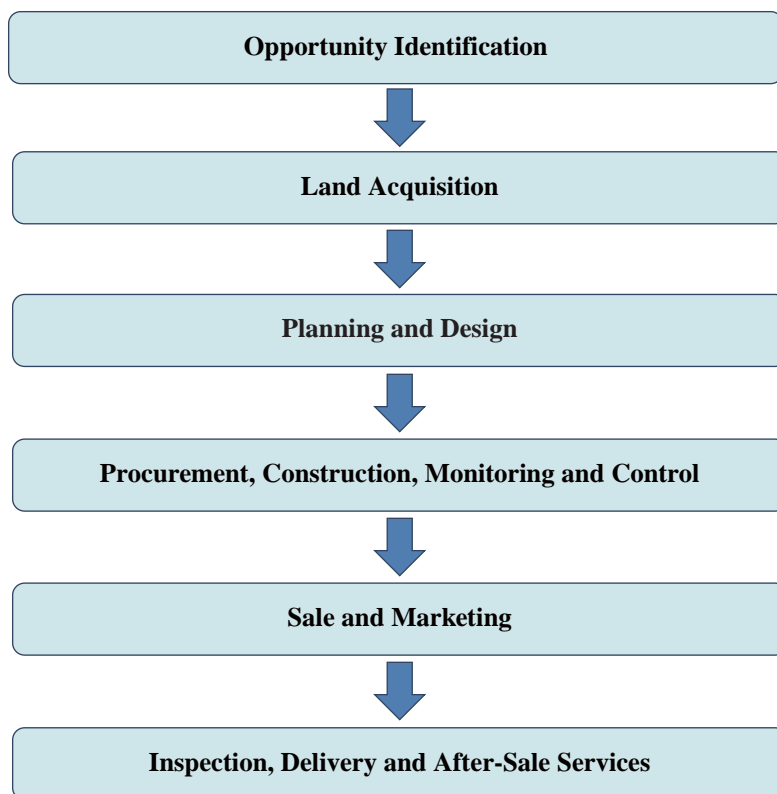 Opportunity Identification
Land Acquisition
Planning and Design
Procurement, Construction, Monitoring and Control
Sale and Marketing
Inspection, Delivery and After-Sale Services